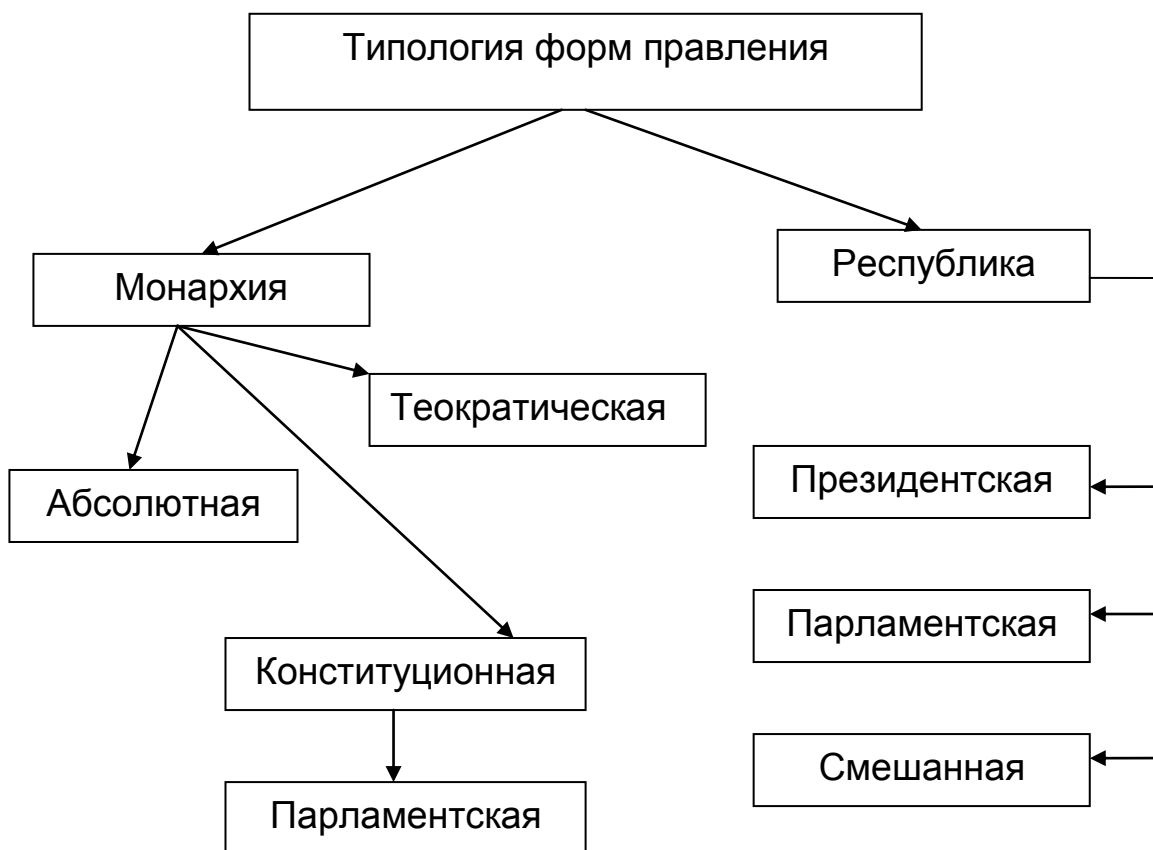 Типология форм правления
Монархия
Республика
Теократическая
Абсолютная
Президентская
Парламентская
Конституционная
Смешанная
Парламентская